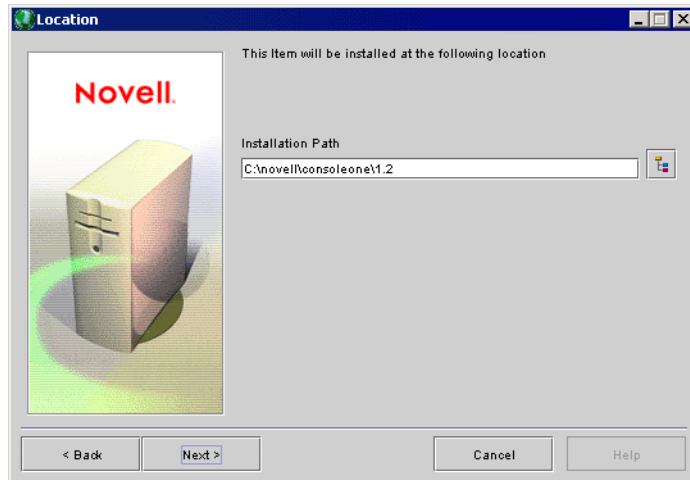 Location
This Item will be installed at the following location
Novell.
Installation Path
C:\novell\consoleone\1.2
< Back
Next >
Cancel
Help